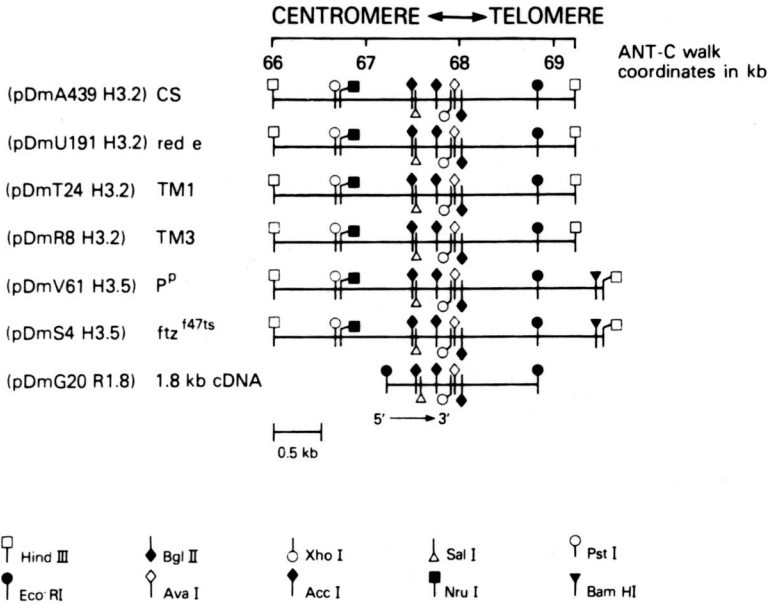 CENTROMERE ⟷ TELOMERE
66 67 68 69
ANT-C walk
coordinates in kb
(pDmA439 H3.2) CS
(pDmU191 H3.2) red e
(pDmT24 H3.2) TM1
(pDmR8 H3.2) TM3
(pDmV61 H3.5) Pᵖ
(pDmS4 H3.5) ftz f47ts
(pDmG20 R1.8) 1.8 kb cDNA
5' ⟶ 3'
0.5 kb
Hind III Bgl II Xho I Sal I Pst I
Eco RI Ava I Acc I Nru I Bam HI